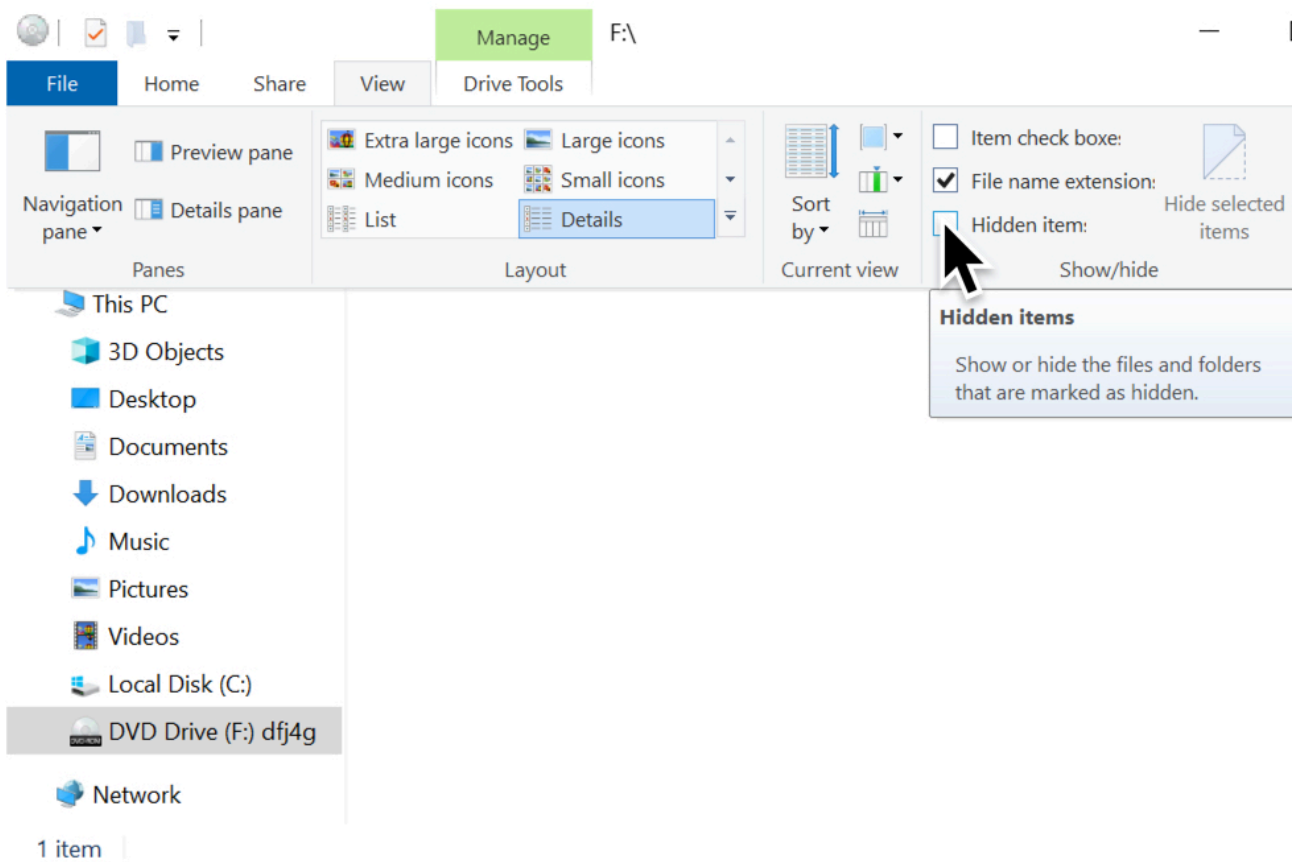 Manage F:\
File Home Share View Drive Tools
Navigation pane
Preview pane
Details pane
Panes
Extra large icons Large icons
Medium icons Small icons
List Details
Layout
Sort
by
Current view
Item check boxe
File name extension
Hidden item
Hide selected
items
Show/hide
Hidden items
Show or hide the files and folders
that are marked as hidden.
This PC
3D Objects
Desktop
Documents
Downloads
Music
Pictures
Videos
Local Disk (C:)
DVD Drive (F:) dfj4g
Network
1 item